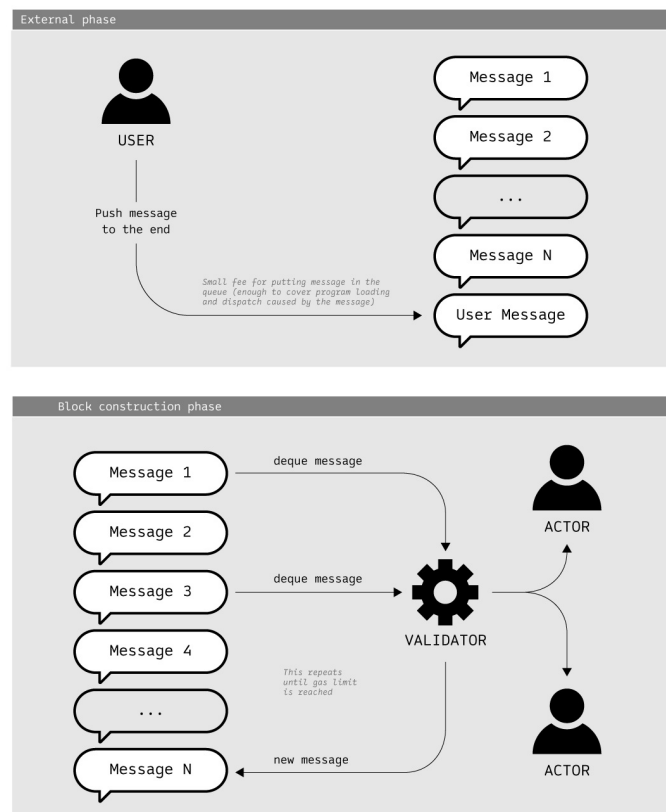 External phase
USER
Push message
to the end
Small fee for putting message in the
queue (enough to cover program loading
and dispatch caused by the message)
Message 1
Message 2
...
Message N
User Message
Block construction phase
Message 1
Message 2
Message 3
Message 4
...
Message N
deque message
deque message
This repeats
until gas limit
is reached
new message
VALIDATOR
ACTOR
ACTOR